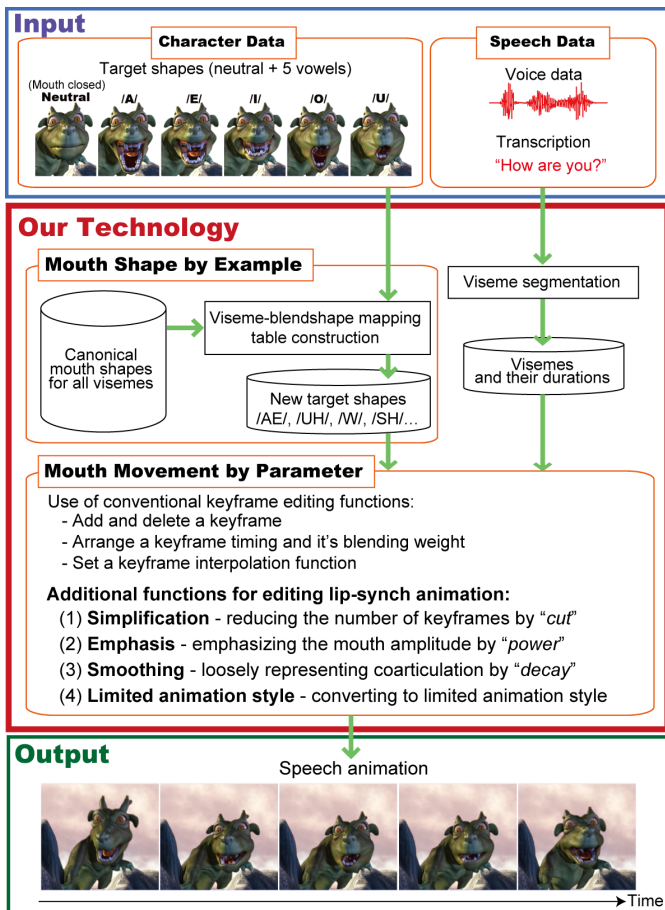 Input
Character Data
Target shapes (neutral + 5 vowels)
(Mouth closed)
Neutral /A/ /E/ /I/ /O/ /U/
Speech Data
Voice data
Transcription
“How are you?”
Our Technology
Mouth Shape by Example
Canonical
mouth shapes
for all visemes
Viseme-blendshape mapping
table construction
New target shapes
/AE/, /UH/, /W/, /SH/...
Viseme segmentation
Visemes
and their durations
Mouth Movement by Parameter
Use of conventional keyframe editing functions:
- Add and delete a keyframe
- Arrange a keyframe timing and it's blending weight
- Set a keyframe interpolation function
Additional functions for editing lip-synch animation:
(1) Simplification - reducing the number of keyframes by “cut”
(2) Emphasis - emphasizing the mouth amplitude by “power”
(3) Smoothing - loosely representing coarticulation by “decay”
(4) Limited animation style - converting to limited animation style
Output
Speech animation
Time